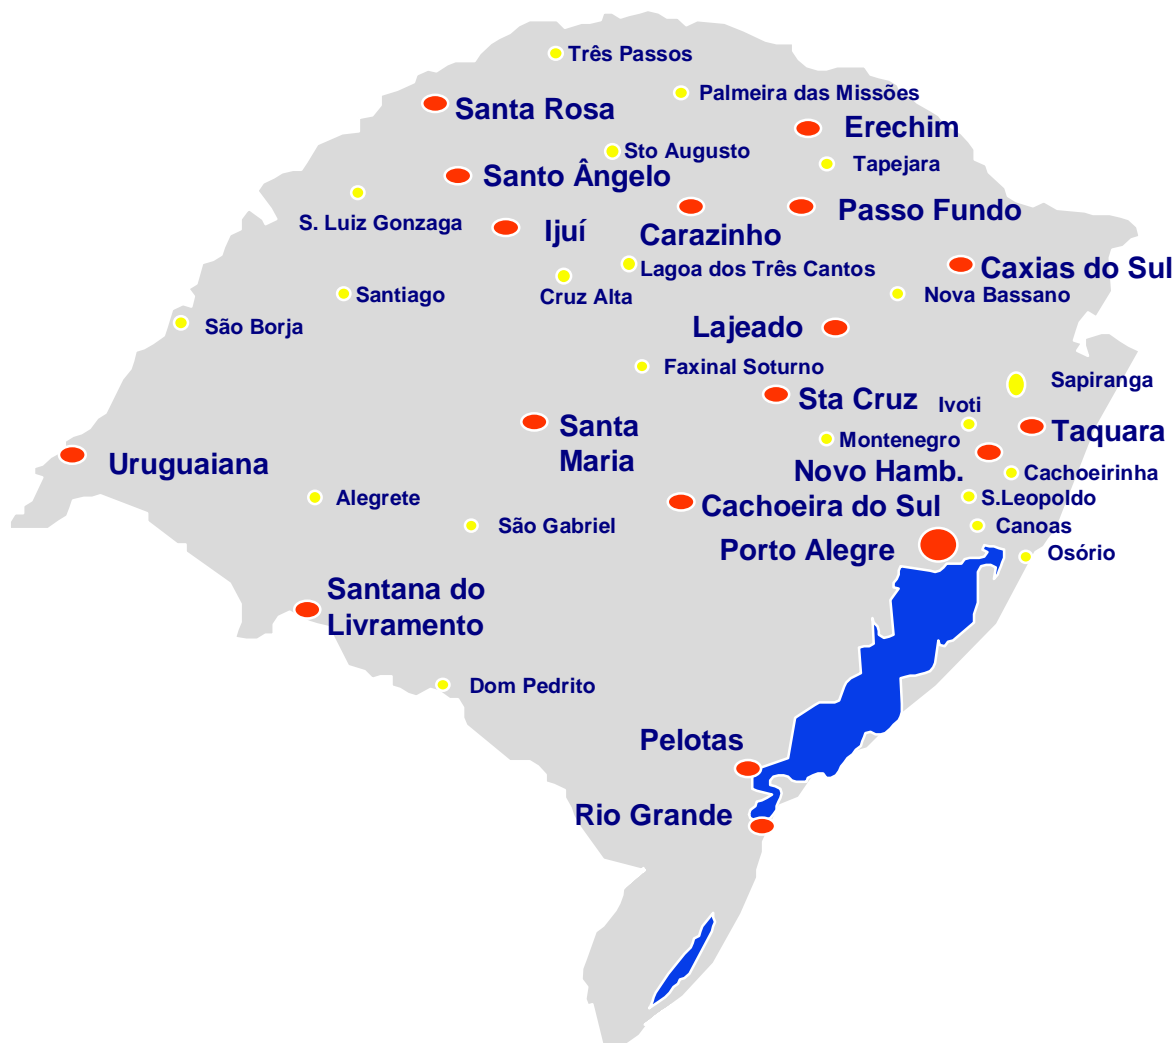 Três Passos
Palmeira das Missões
Santa Rosa
Erechim
Sto Augusto
Tapejara
Santo Ângelo
S. Luiz Gonzaga
Ijuí
Carazinho
Passo Fundo
Lagoa dos Três Cantos
Caxias do Sul
Santiago
Cruz Alta
Nova Bassano
São Borja
Lajeado
Faxinal Soturno
Sapiranga
Sta Cruz
Ivoti
Santa
Maria
Montenegro
Taquara
Uruguaiana
Novo Hamb.
Cachoeirinha
Alegrete
Cachoeira do Sul
S.Leopoldo
São Gabriel
Canoas
Porto Alegre
Osório
Santana do
Livramento
Dom Pedrito
Pelotas
Rio Grande